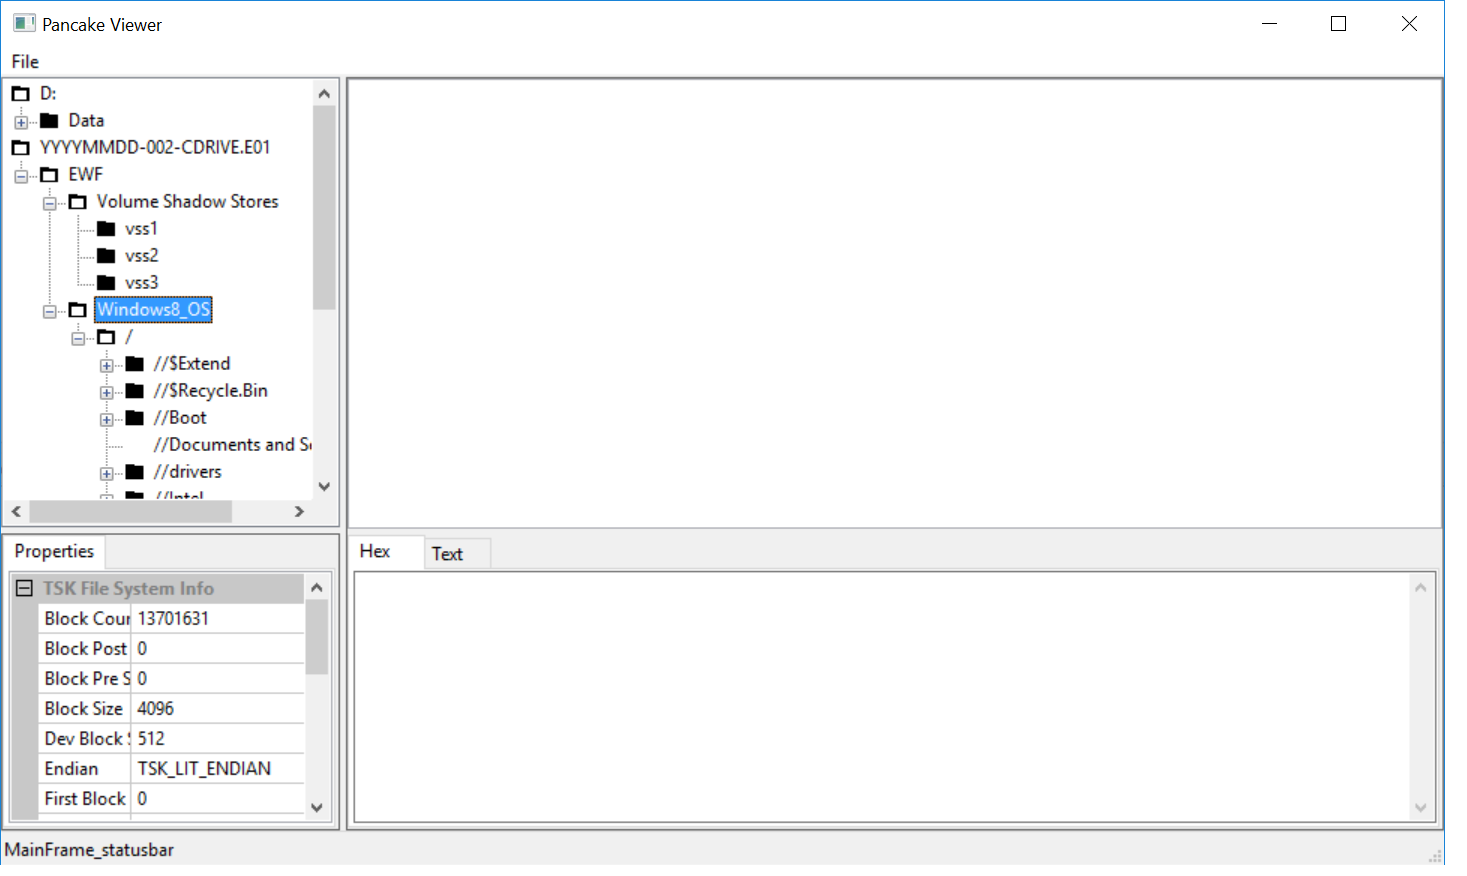 Pancake Viewer
File
D:
Data
YYYYMMDD-002-CDRIVE.E01
EWF
Volume Shadow Stores
vss1
vss2
vss3
Windows8_OS
/
//$Extend
//$Recycle.Bin
//Boot
//Documents and Se
//drivers
//Intel
Properties
TSK File System Info
Block Cour 13701631
Block Post 0
Block Pre S 0
Block Size 4096
Dev Block S 512
Endian TSK_LIT_ENDIAN
First Block 0
Hex Text
MainFrame_statusbar